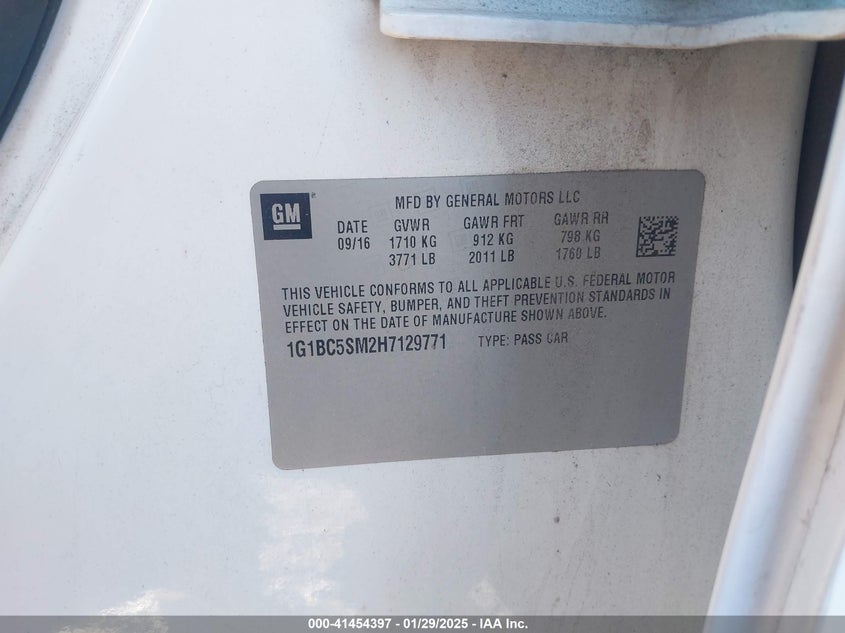 GM
MFD BY GENERAL MOTORS LLC
DATE GVWR GAWR FRT GAWR RR
09/16 1710 KG 912 KG 798 KG
3771 LB 2011 LB 1760 LB
THIS VEHICLE CONFORMS TO ALL APPLICABLE U.S. FEDERAL MOTOR
VEHICLE SAFETY, BUMPER, AND THEFT PREVENTION STANDARDS IN
EFFECT ON THE DATE OF MANUFACTURE SHOWN ABOVE.
1G1BC5SM2H7129771 TYPE: PASS CAR
000-41454397 - 01/29/2025 - IAA Inc.